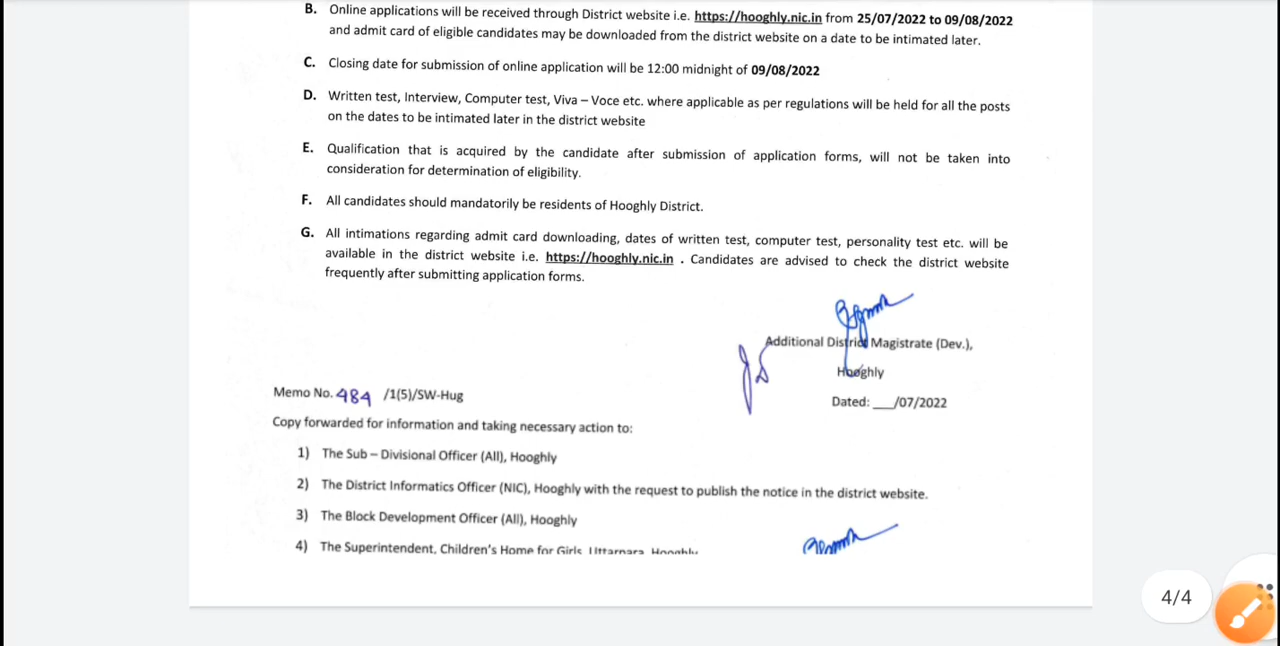 B. Online applications will be received through District website i.e. https://hooghly.nic.in from 25/07/2022 to 09/08/2022
and admit card of eligible candidates may be downloaded from the district website on a date to be intimated later.
C. Closing date for submission of online application will be 12:00 midnight of 09/08/2022
D. Written test, Interview, Computer test, Viva – Voce etc. where applicable as per regulations will be held for all the posts
on the dates to be intimated later in the district website
E. Qualification that is acquired by the candidate after submission of application forms, will not be taken into
consideration for determination of eligibility.
F. All candidates should mandatorily be residents of Hooghly District.
G. All intimations regarding admit card downloading, dates of written test, computer test, personality test etc. will be
available in the district website i.e. https://hooghly.nic.in . Candidates are advised to check the district website
frequently after submitting application forms.
Additional District Magistrate (Dev.),
Hooghly
Dated: __/07/2022
Memo No. 484 /1(5)/SW-Hug
Copy forwarded for information and taking necessary action to:
1) The Sub – Divisional Officer (All), Hooghly
2) The District Informatics Officer (NIC), Hooghly with the request to publish the notice in the district website.
3) The Block Development Officer (All), Hooghly
4) The Superintendent, Children's Home for Girls, Uttarpara, Hooghly
4/4